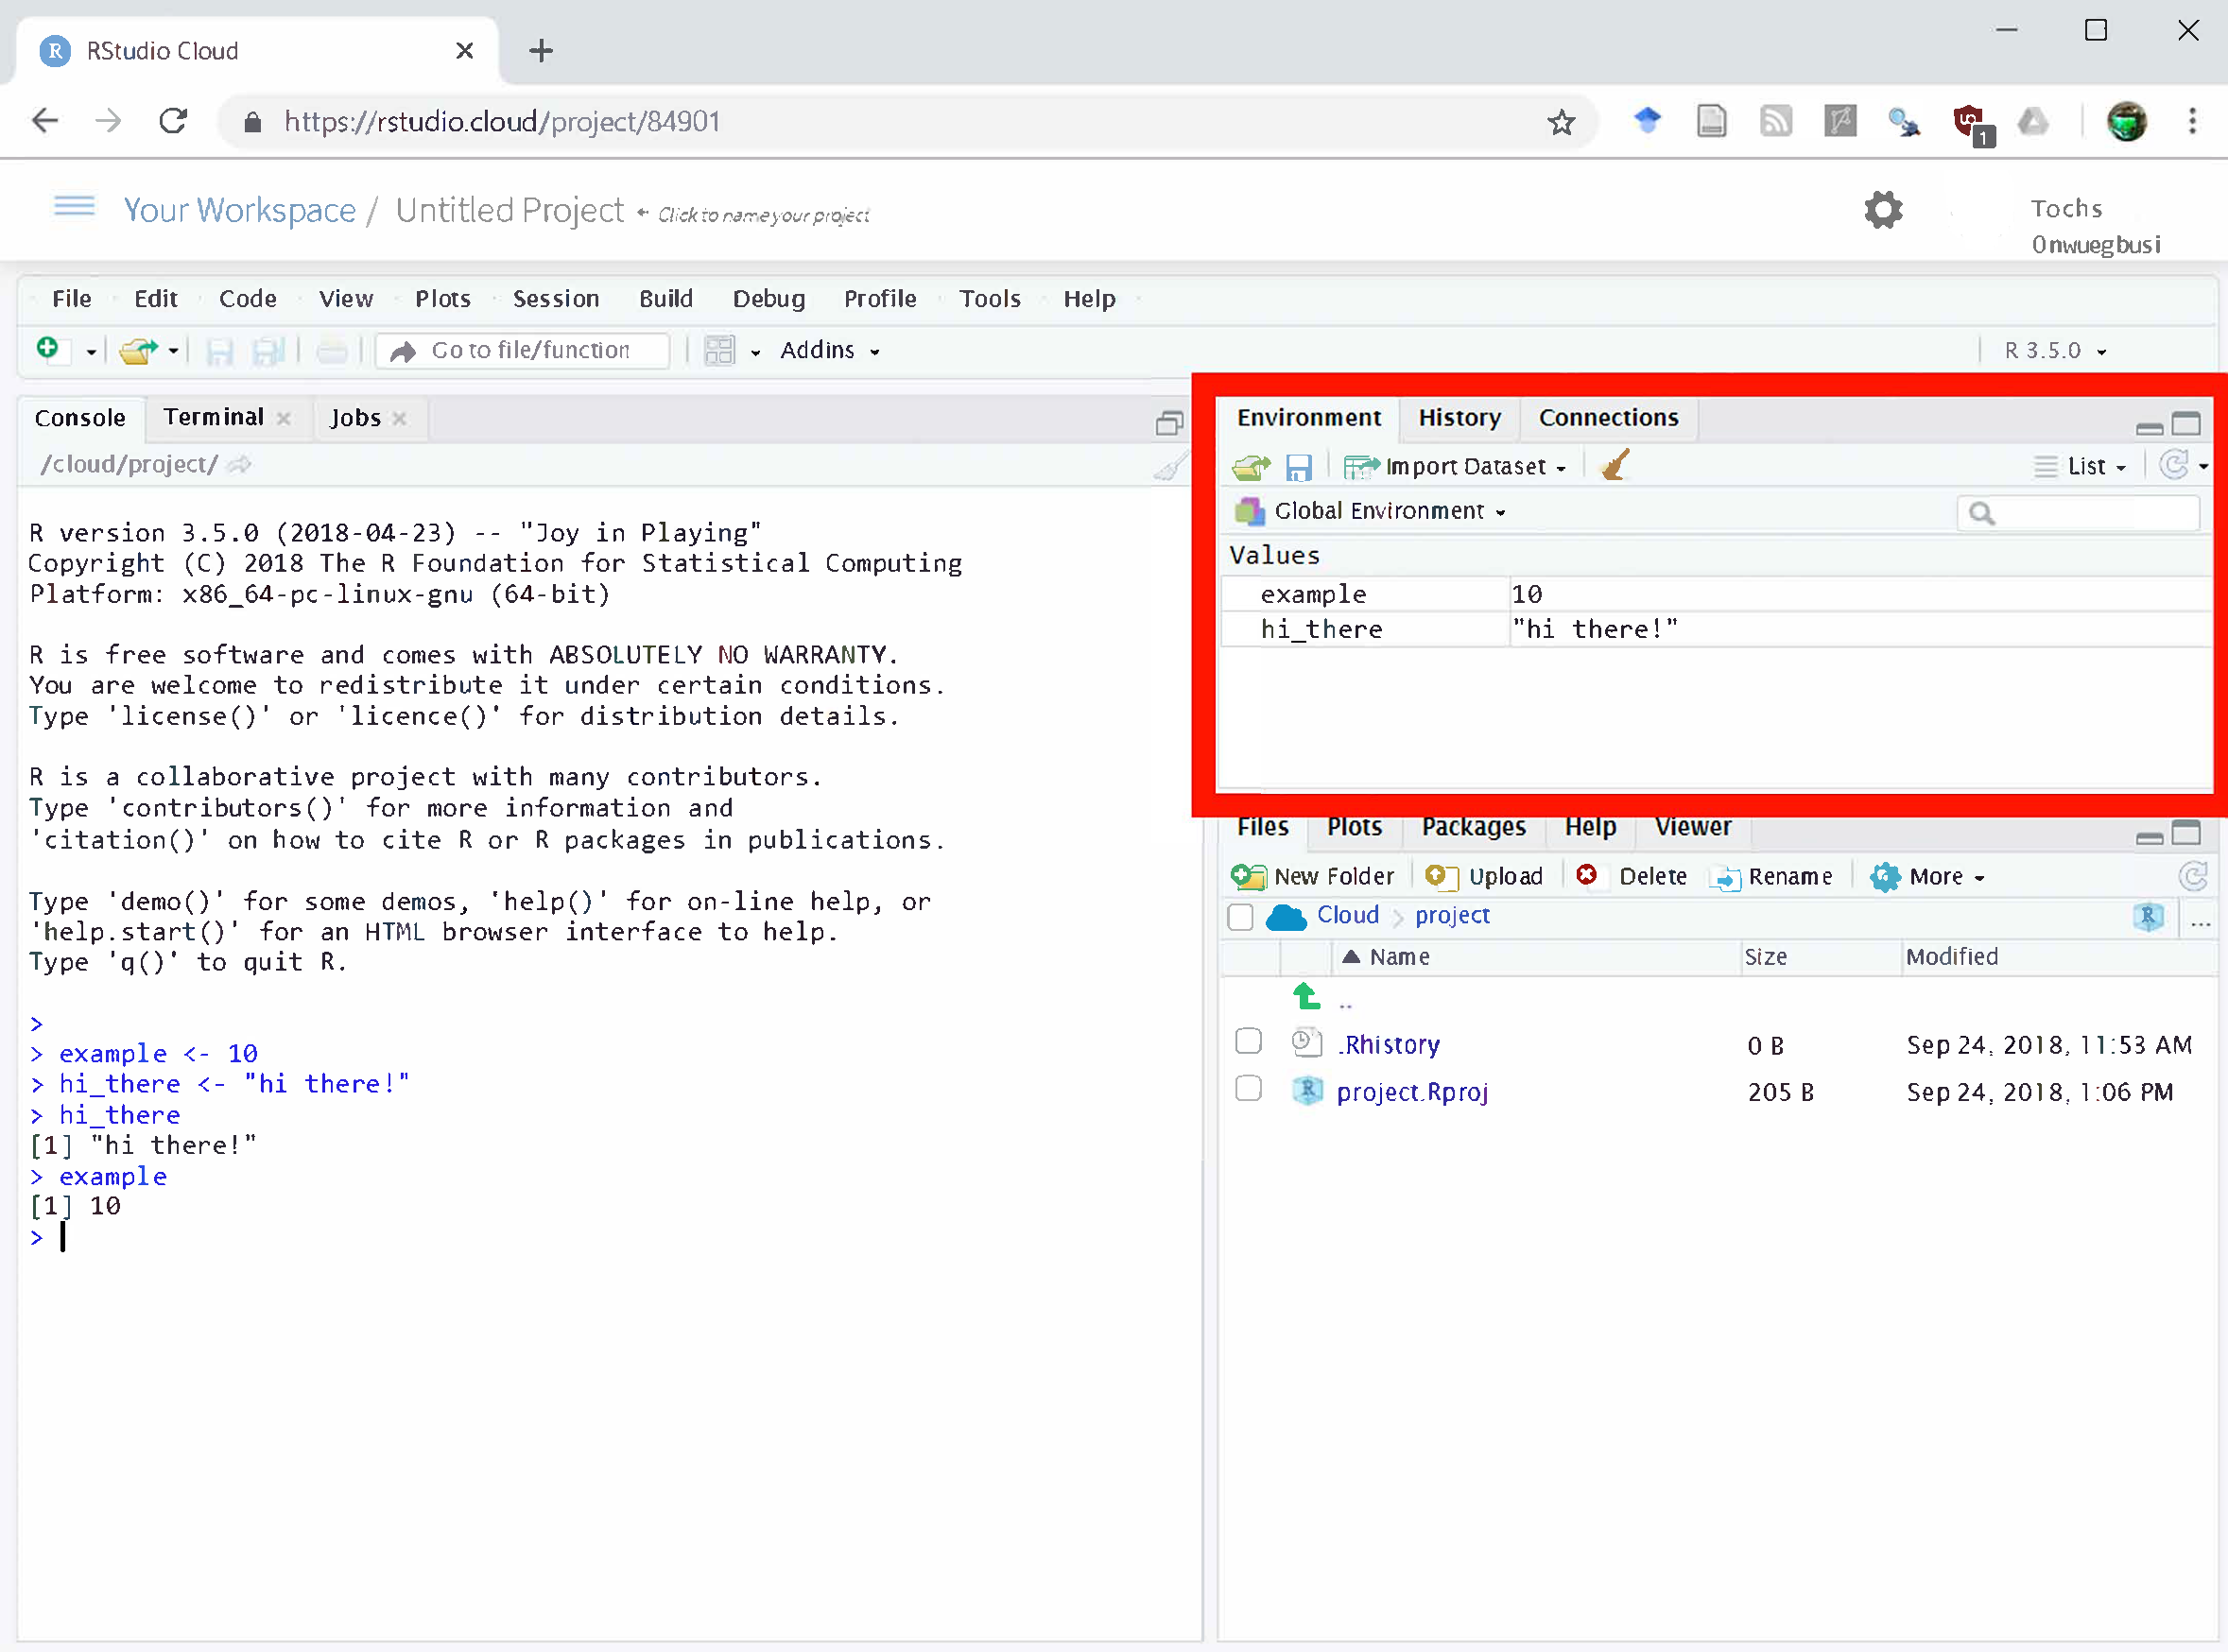 RStudio Cloud
https://rstudio.cloud/project/84901
1
Your Workspace / Untitled Project Click to name your project
Tochs
Onwuegbusi
File Edit Code View Plots Session Build Debug Profile Tools Help
Go to file/function Addins R 3.5.0
Console Terminal Jobs
/cloud/project/
R version 3.5.0 (2018-04-23) -- "Joy in Playing"
Copyright (C) 2018 The R Foundation for Statistical Computing
Platform: x86_64-pc-linux-gnu (64-bit)
R is free software and comes with ABSOLUTELY NO WARRANTY.
You are welcome to redistribute it under certain conditions.
Type 'license()' or 'licence()' for distribution details.
R is a collaborative project with many contributors.
Type 'contributors()' for more information and
'citation()' on how to cite R or R packages in publications.
Type 'demo()' for some demos, 'help()' for on-line help, or
'help.start()' for an HTML browser interface to help.
Type 'q()' to quit R.
>
> example <- 10
> hi_there <- "hi there!"
> hi_there
[1] "hi there!"
> example
[1] 10
>
Environment History Connections
Import Dataset List
Global Environment
Values
example 10
hi_there "hi there!"
Files Plots Packages Help Viewer
New Folder Upload Delete Rename More
Cloud > project ...
Name Size Modified
..
.Rhistory 0 B Sep 24, 2018, 11:53 AM
project.Rproj 205 B Sep 24, 2018, 1:06 PM